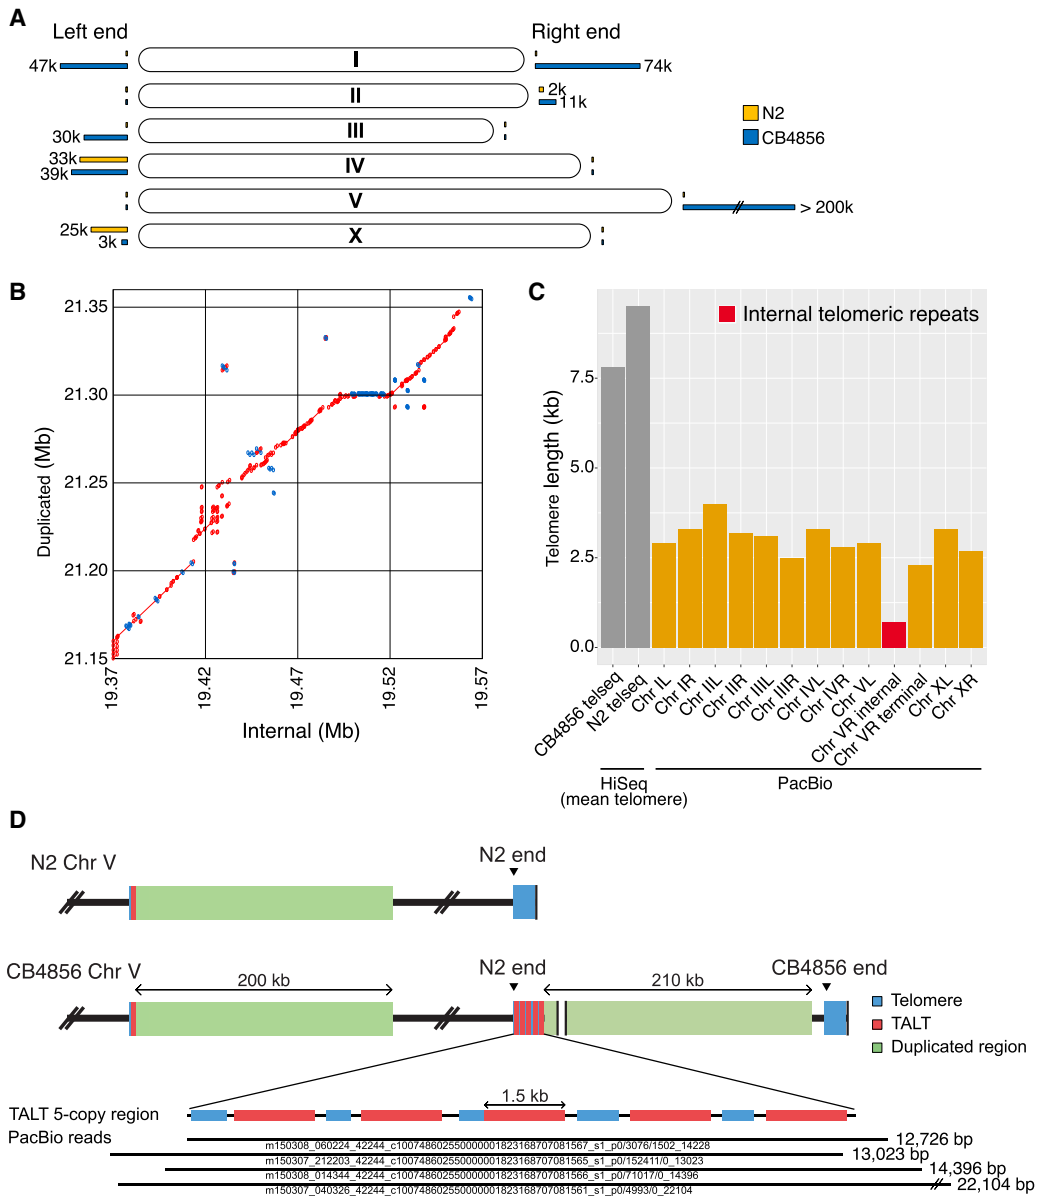 A
Left end
Right end
I
47k
74k
II
2k
11k
III
30k
IV
33k
39k
V
> 200k
X
25k
3k
N2
CB4856
B
Duplicated (Mb)
21.35
21.30
21.25
21.20
21.15
19.37
19.42
19.47
19.52
19.57
Internal (Mb)
C
Internal telomeric repeats
Telomere length (kb)
7.5
5.0
2.5
0.0
CB4856 telseq
N2 telseq
Chr IL
Chr IR
Chr IIL
Chr IIR
Chr IIIL
Chr IIIR
Chr IVL
Chr IVR
Chr VL
Chr VR internal
Chr VR terminal
Chr XL
Chr XR
HiSeq
(mean telomere)
PacBio
D
N2 Chr V
N2 end
CB4856 Chr V
200 kb
N2 end
210 kb
CB4856 end
Telomere
TALT
Duplicated region
1.5 kb
TALT 5-copy region
PacBio reads
12,726 bp
m150308_060224_42244_c100748602550000001823168707081567_s1_p0/3076/1502_14228
13,023 bp
m150307_212203_42244_c100748602550000001823168707081565_s1_p0/152411/0_13023
14,396 bp
m150308_014344_42244_c100748602550000001823168707081566_s1_p0/71017/0_14396
22,104 bp
m150307_040326_42244_c100748602550000001823168707081561_s1_p0/4993/0_22104